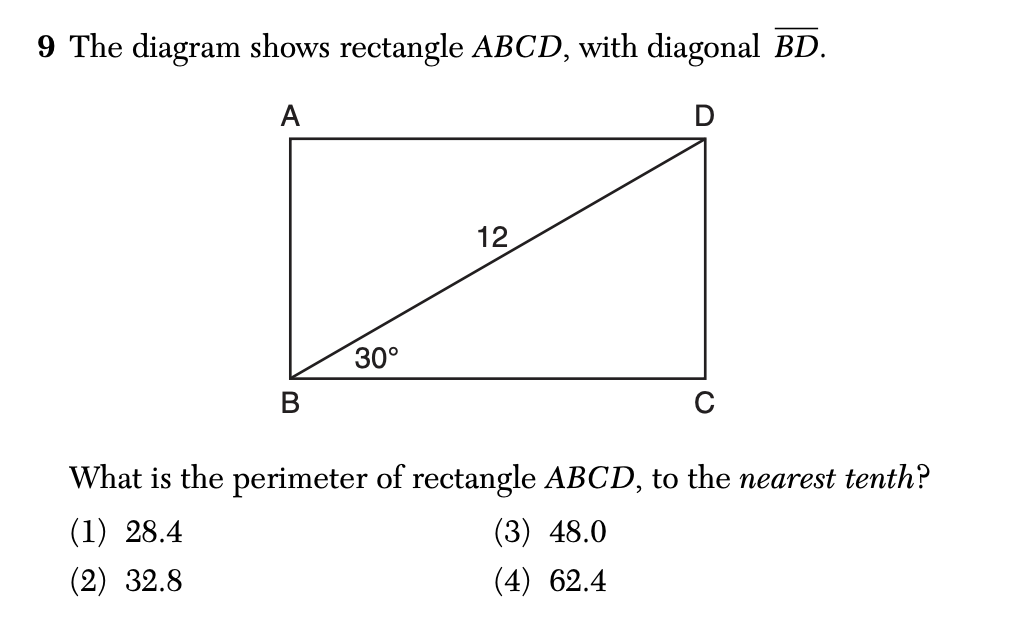 9 The diagram shows rectangle ABCD, with diagonal BD.
A D
12
30°
B C
What is the perimeter of rectangle ABCD, to the nearest tenth?
(1) 28.4 (3) 48.0
(2) 32.8 (4) 62.4